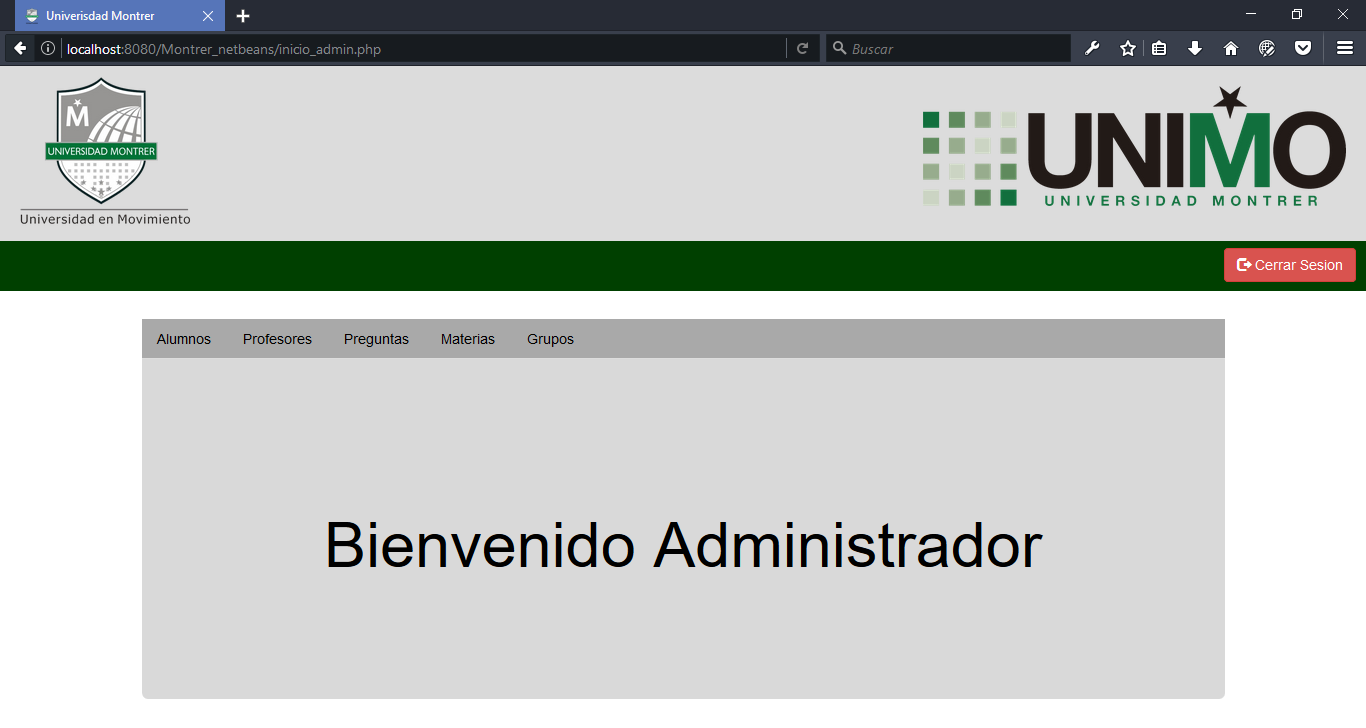 Univerisdad Montrer
localhost:8080/Montrer_netbeans/inicio_admin.php
Buscar
M
UNIVERSIDAD MONTRER
Universidad en Movimiento
UNIMO
UNIVERSIDAD MONTRER
Cerrar Sesion
Alumnos Profesores Preguntas Materias Grupos
Bienvenido Administrador